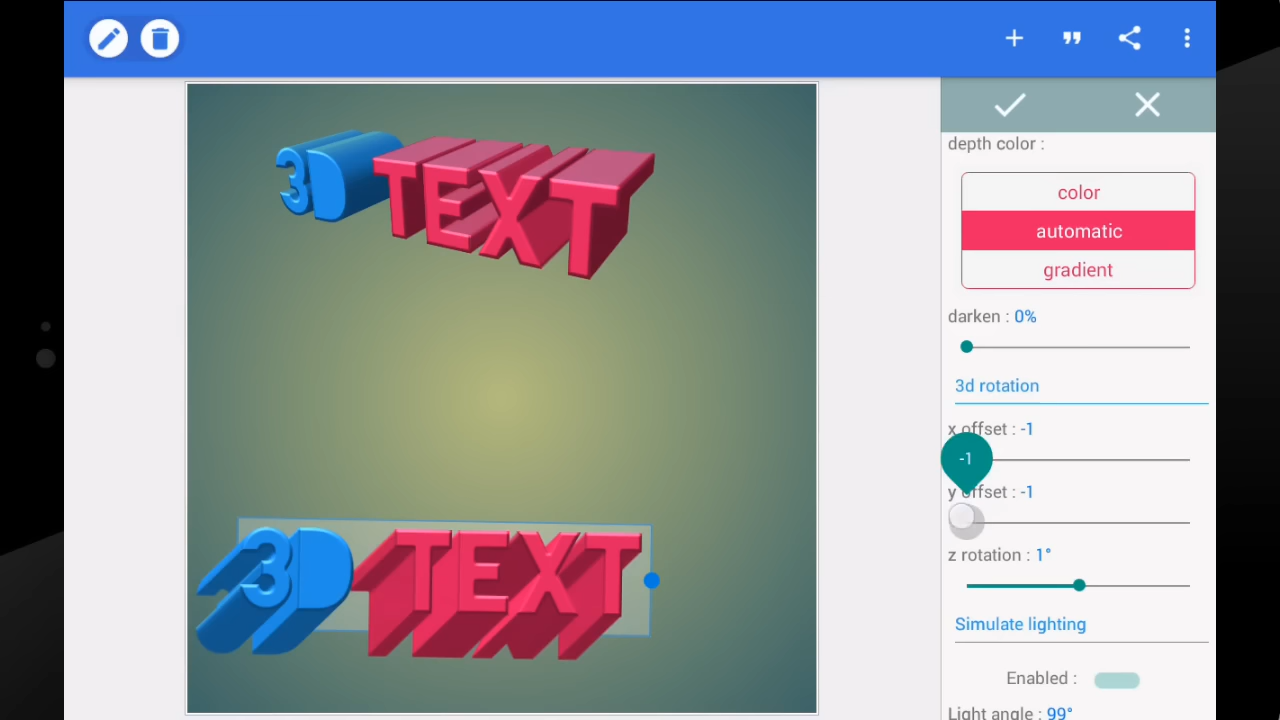 3D TEXT
3D TEXT
depth color :
color
automatic
gradient
darken : 0%
3d rotation
x offset : -1
-1
y offset : -1
z rotation : 1°
Simulate lighting
Enabled :
Light angle : 99°